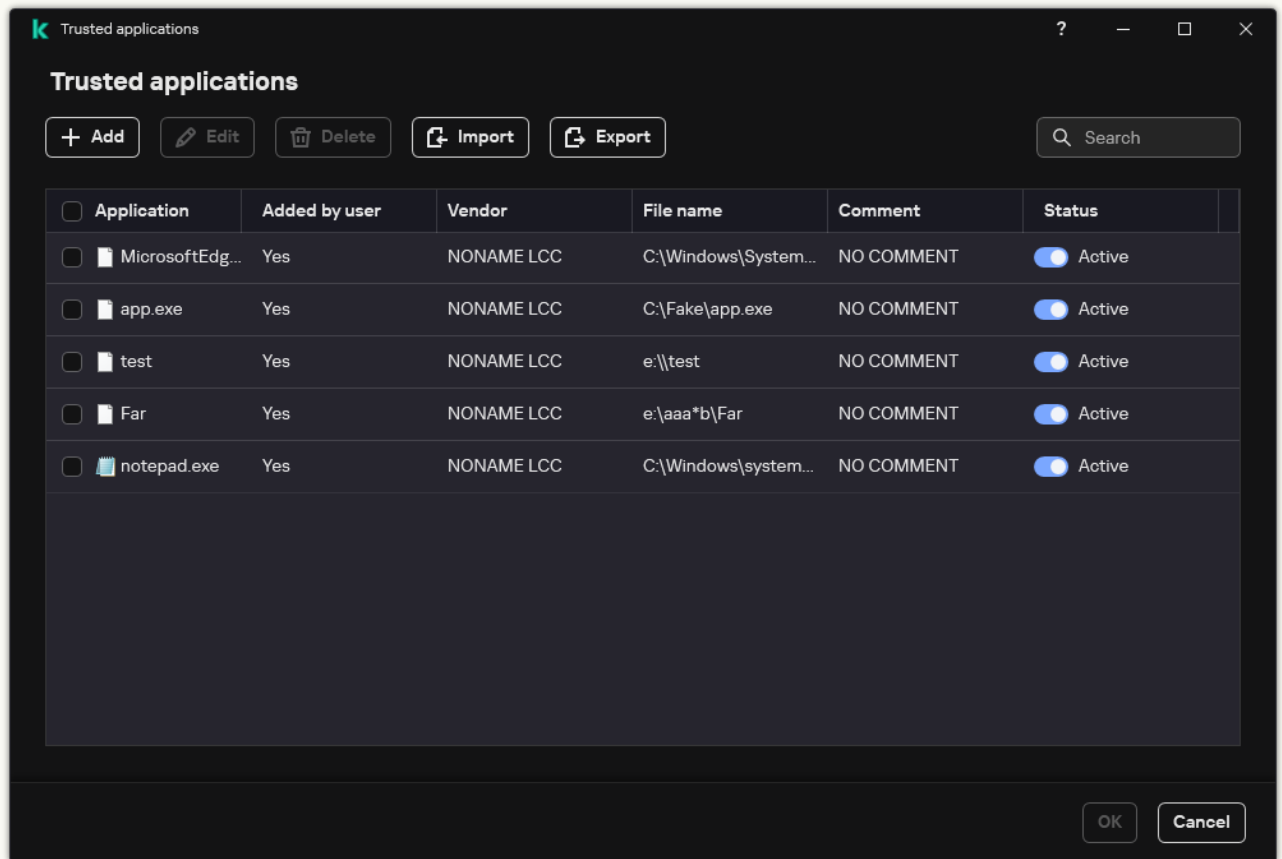 Trusted applications
?
Trusted applications
Add Edit Delete Import Export Search
Application Added by user Vendor File name Comment Status
MicrosoftEdg... Yes NONAME LCC C:\Windows\System... NO COMMENT Active
app.exe Yes NONAME LCC C:\Fake\app.exe NO COMMENT Active
test Yes NONAME LCC e:\\test NO COMMENT Active
Far Yes NONAME LCC e:\aaa*b\Far NO COMMENT Active
notepad.exe Yes NONAME LCC C:\Windows\system... NO COMMENT Active
OK Cancel